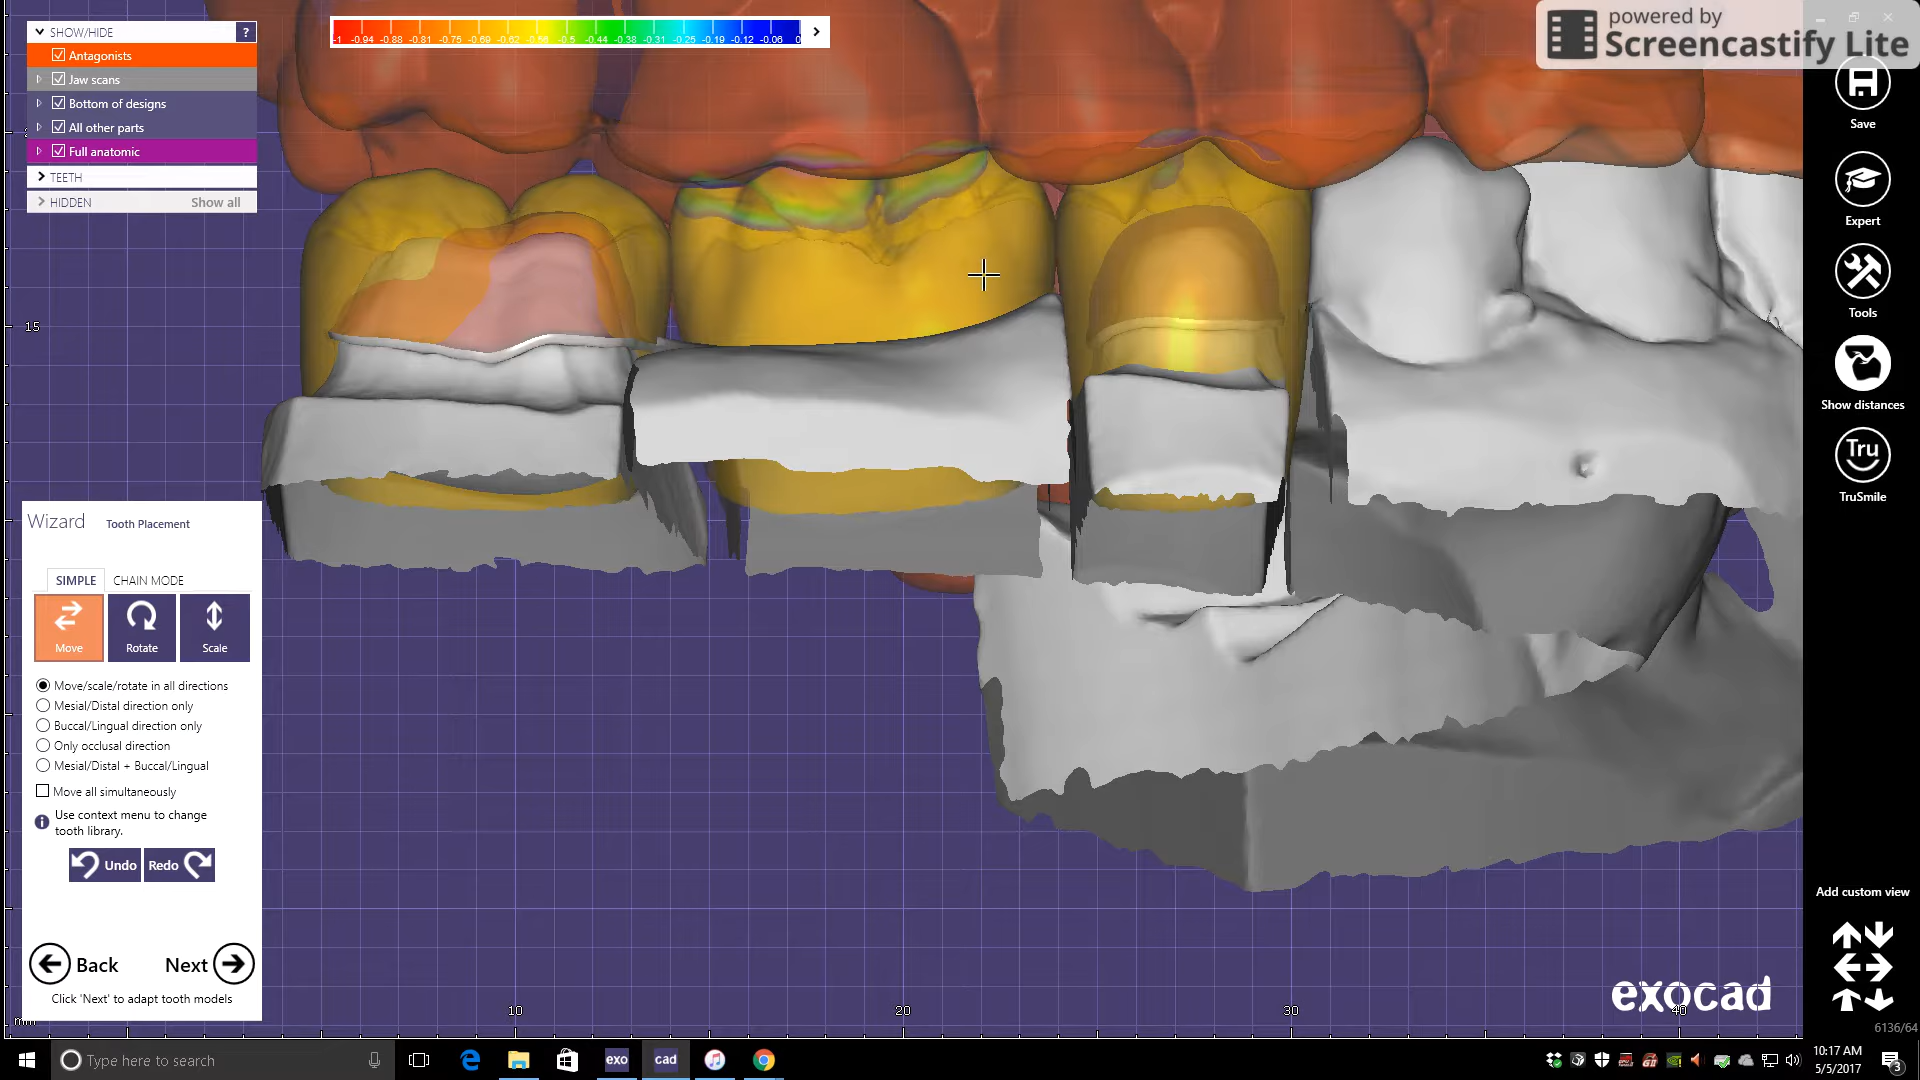 SHOW/HIDE ?
Antagonists
Jaw scans
Bottom of designs
All other parts
Full anatomic
TEETH
HIDDEN Show all
-1 -0.94 -0.88 -0.81 -0.75 -0.69 -0.62 -0.56 -0.5 -0.44 -0.38 -0.31 -0.25 -0.19 -0.12 -0.06 0
powered by
Screencastify Lite
Save
Expert
Tools
Show distances
Tru
TruSmile
15
Wizard Tooth Placement
SIMPLE CHAIN MODE
Move Rotate Scale
Move/scale/rotate in all directions
Mesial/Distal direction only
Buccal/Lingual direction only
Only occlusal direction
Mesial/Distal + Buccal/Lingual
Move all simultaneously
Use context menu to change
tooth library.
Undo Redo
Back Next
Click 'Next' to adapt tooth models
Add custom view
exocad
mm 10 20 30 40
6136/64
Type here to search
exo cad
10:17 AM
5/5/2017
3